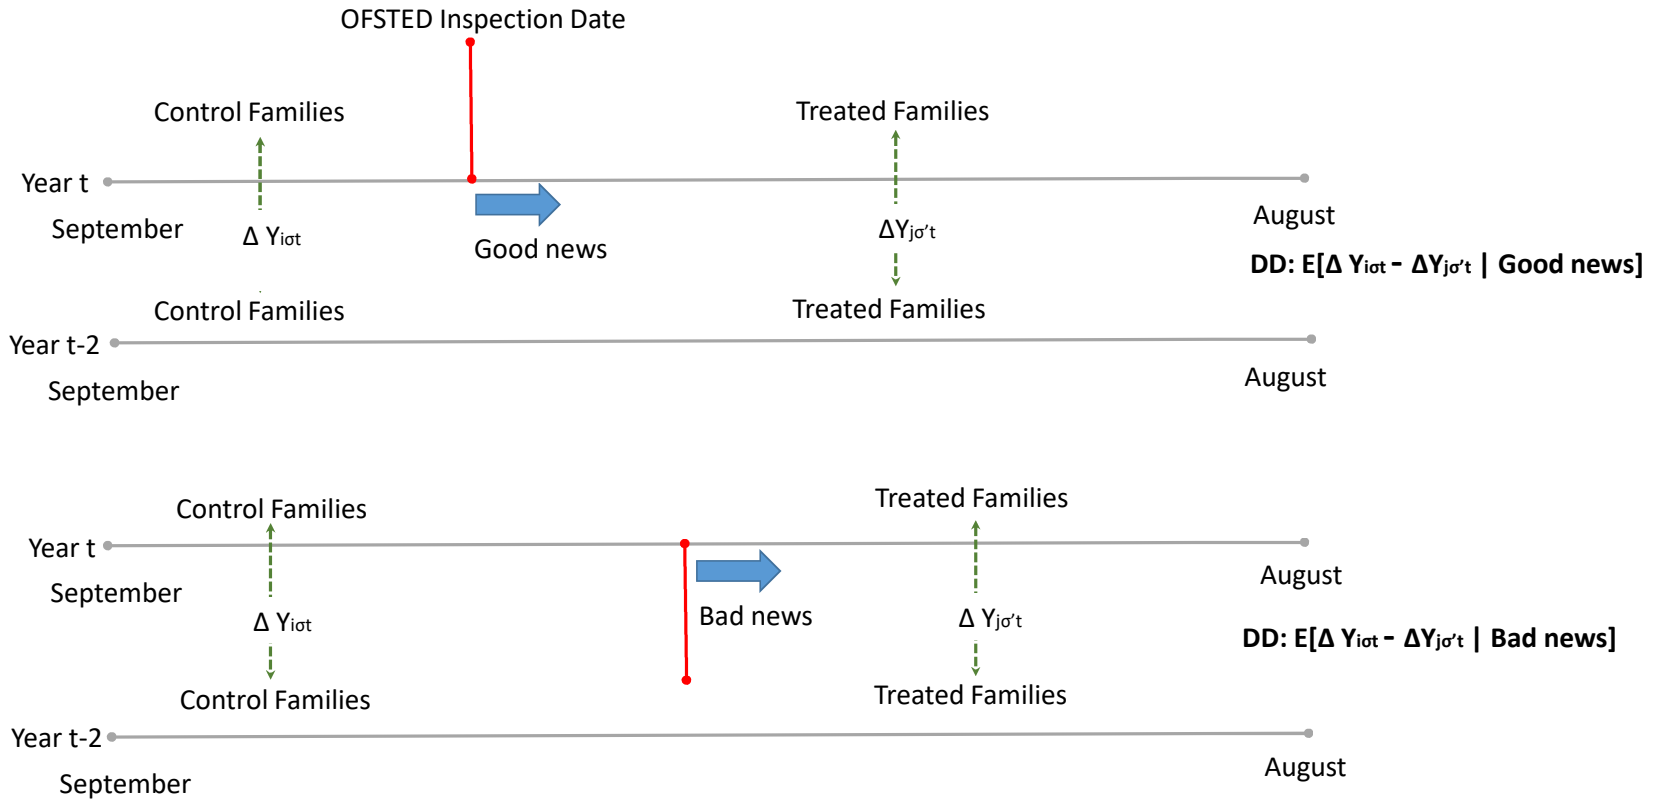 OFSTED Inspection Date
Control Families
Treated Families
Year t
September
Δ Yiσt
Good news
ΔYjσ't
August
DD: E[Δ Yiσt - ΔYjσ't | Good news]
Control Families
Treated Families
Year t-2
September
August
Control Families
Treated Families
Year t
September
Δ Yiσt
Bad news
Δ Yjσ't
August
DD: E[Δ Yiσt - ΔYjσ't | Bad news]
Control Families
Treated Families
Year t-2
September
August